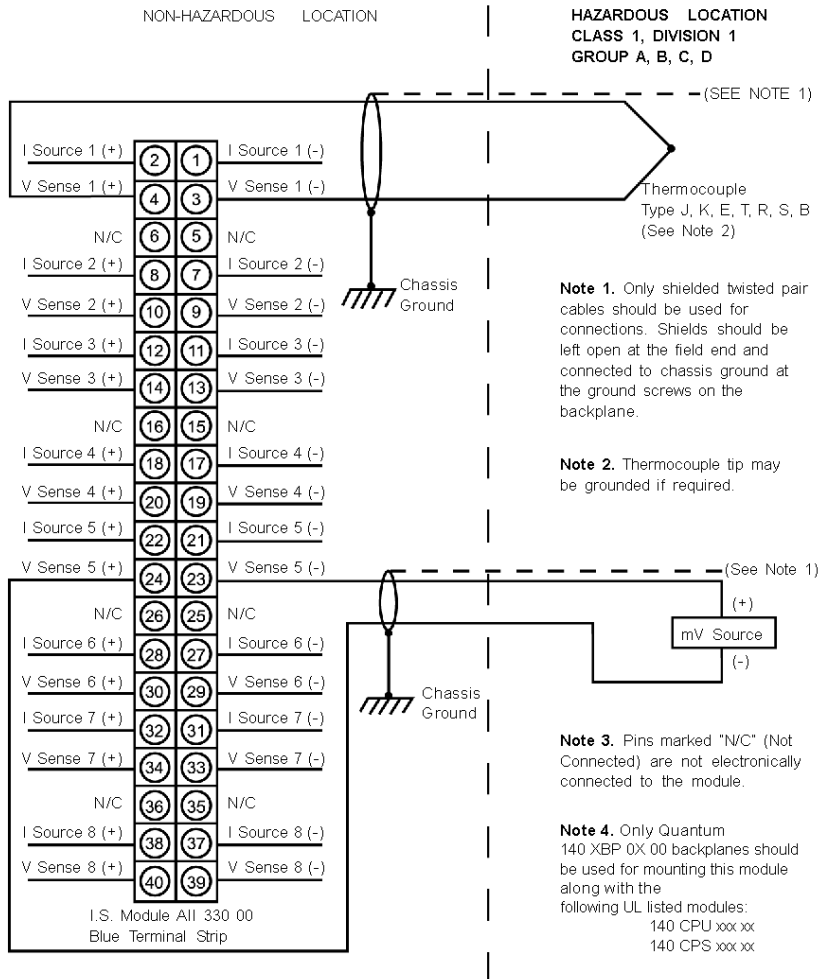 NON-HAZARDOUS LOCATION
HAZARDOUS LOCATION
CLASS 1, DIVISION 1
GROUP A, B, C, D
(SEE NOTE 1)
I Source 1 (+) 2 1 I Source 1 (-)
V Sense 1 (+) 4 3 V Sense 1 (-)
N/C 6 5 N/C
I Source 2 (+) 8 7 I Source 2 (-)
V Sense 2 (+) 10 9 V Sense 2 (-)
I Source 3 (+) 12 11 I Source 3 (-)
V Sense 3 (+) 14 13 V Sense 3 (-)
N/C 16 15 N/C
I Source 4 (+) 18 17 I Source 4 (-)
V Sense 4 (+) 20 19 V Sense 4 (-)
I Source 5 (+) 22 21 I Source 5 (-)
V Sense 5 (+) 24 23 V Sense 5 (-)
N/C 26 25 N/C
I Source 6 (+) 28 27 I Source 6 (-)
V Sense 6 (+) 30 29 V Sense 6 (-)
I Source 7 (+) 32 31 I Source 7 (-)
V Sense 7 (+) 34 33 V Sense 7 (-)
N/C 36 35 N/C
I Source 8 (+) 38 37 I Source 8 (-)
V Sense 8 (+) 40 39 V Sense 8 (-)
I.S. Module AII 330 00
Blue Terminal Strip
Chassis
Ground
Chassis
Ground
Thermocouple
Type J, K, E, T, R, S, B
(See Note 2)
Note 1. Only shielded twisted pair
cables should be used for
connections. Shields should be
left open at the field end and
connected to chassis ground at
the ground screws on the
backplane.
Note 2. Thermocouple tip may
be grounded if required.
(See Note 1)
(+)
mV Source
(-)
Note 3. Pins marked "N/C" (Not
Connected) are not electronically
connected to the module.
Note 4. Only Quantum
140 XBP 0X 00 backplanes should
be used for mounting this module
along with the
following UL listed modules:
140 CPU xxx xx
140 CPS xxx xx